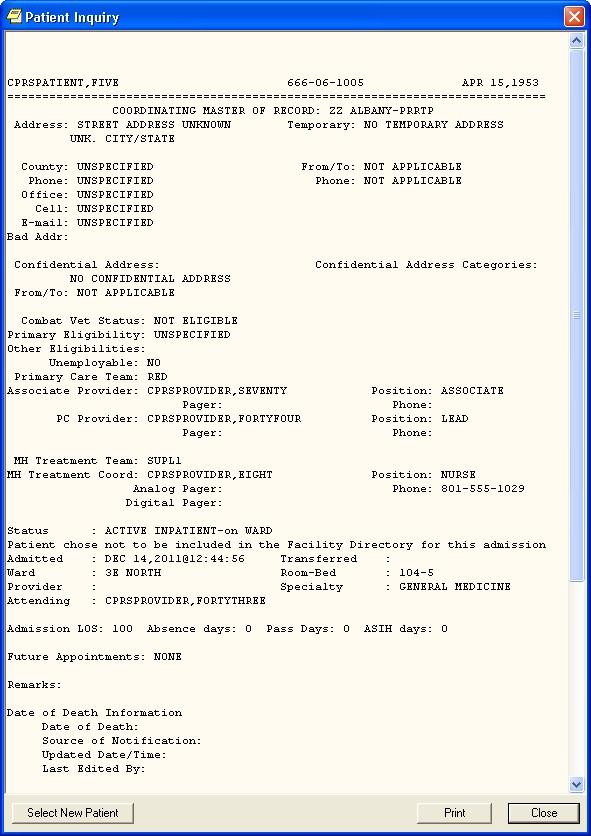 Patient Inquiry
CPRSPATIENT,FIVE 666-06-1005 APR 15,1953
=============================================================================
COORDINATING MASTER OF RECORD: ZZ ALBANY-PRRTP
Address: STREET ADDRESS UNKNOWN Temporary: NO TEMPORARY ADDRESS
UNK. CITY/STATE
County: UNSPECIFIED From/To: NOT APPLICABLE
Phone: UNSPECIFIED Phone: NOT APPLICABLE
Office: UNSPECIFIED
Cell: UNSPECIFIED
E-mail: UNSPECIFIED
Bad Addr:
Confidential Address: Confidential Address Categories:
NO CONFIDENTIAL ADDRESS
From/To: NOT APPLICABLE
Combat Vet Status: NOT ELIGIBLE
Primary Eligibility: UNSPECIFIED
Other Eligibilities:
Unemployable: NO
Primary Care Team: RED
Associate Provider: CPRSPROVIDER,SEVENTY Position: ASSOCIATE
Pager: Phone:
PC Provider: CPRSPROVIDER,FORTYFOUR Position: LEAD
Pager: Phone:
MH Treatment Team: SUPL1
MH Treatment Coord: CPRSPROVIDER,EIGHT Position: NURSE
Analog Pager: Phone: 801-555-1029
Digital Pager:
Status : ACTIVE INPATIENT-on WARD
Patient chose not to be included in the Facility Directory for this admission
Admitted : DEC 14,2011@12:44:56 Transferred :
Ward : 3E NORTH Room-Bed : 104-5
Provider : Specialty : GENERAL MEDICINE
Attending : CPRSPROVIDER,FORTYTHREE
Admission LOS: 100 Absence days: 0 Pass Days: 0 ASIH days: 0
Future Appointments: NONE
Remarks:
Date of Death Information
Date of Death:
Source of Notification:
Updated Date/Time:
Last Edited By:
Select New Patient Print Close